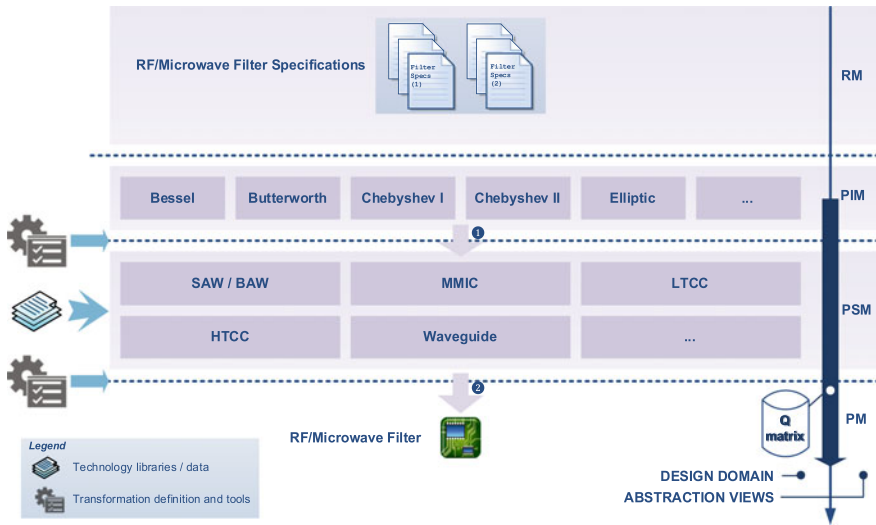 RF/Microwave Filter Specifications
Filter
Specs
(1)
Filter
Specs
(2)
RM
Bessel
Butterworth
Chebyshev I
Chebyshev II
Elliptic
...
PIM
1
SAW / BAW
MMIC
LTCC
HTCC
Waveguide
...
PSM
2
RF/Microwave Filter
Q
matrix
PM
Legend
Technology libraries / data
Transformation definition and tools
DESIGN DOMAIN
ABSTRACTION VIEWS